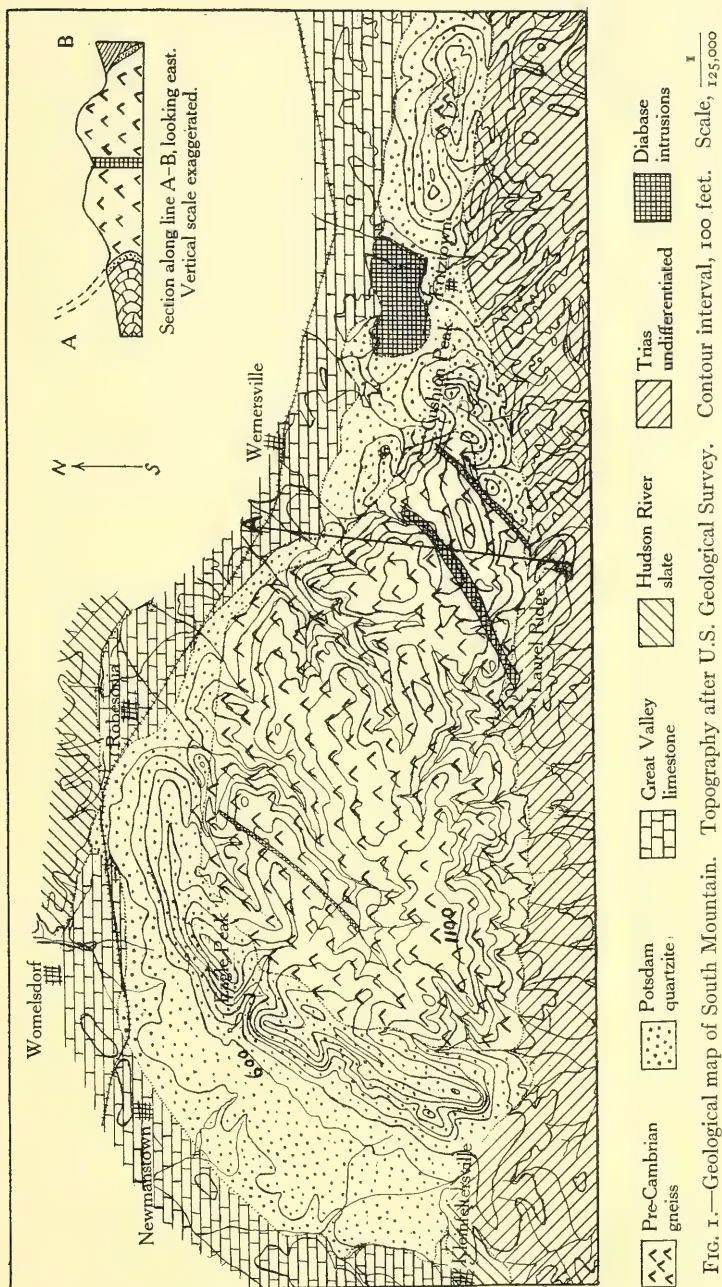 A
B
Section along line A–B, looking east.
Vertical scale exaggerated.
N
S
Womelsdorf
Robesonia
Wernersville
Newmanstown
A
Eagle Peak
600
Cushion Peak
Fritztown
Kleinfeltersville
1100
Laurel Ridge
Pre-Cambrian
gneiss
Potsdam
quartzite
Great Valley
limestone
Hudson River
slate
Trias
undifferentiated
Diabase
intrusions
FIG. 1.—Geological map of South Mountain. Topography after U.S. Geological Survey. Contour interval, 100 feet. Scale, 1/125,000